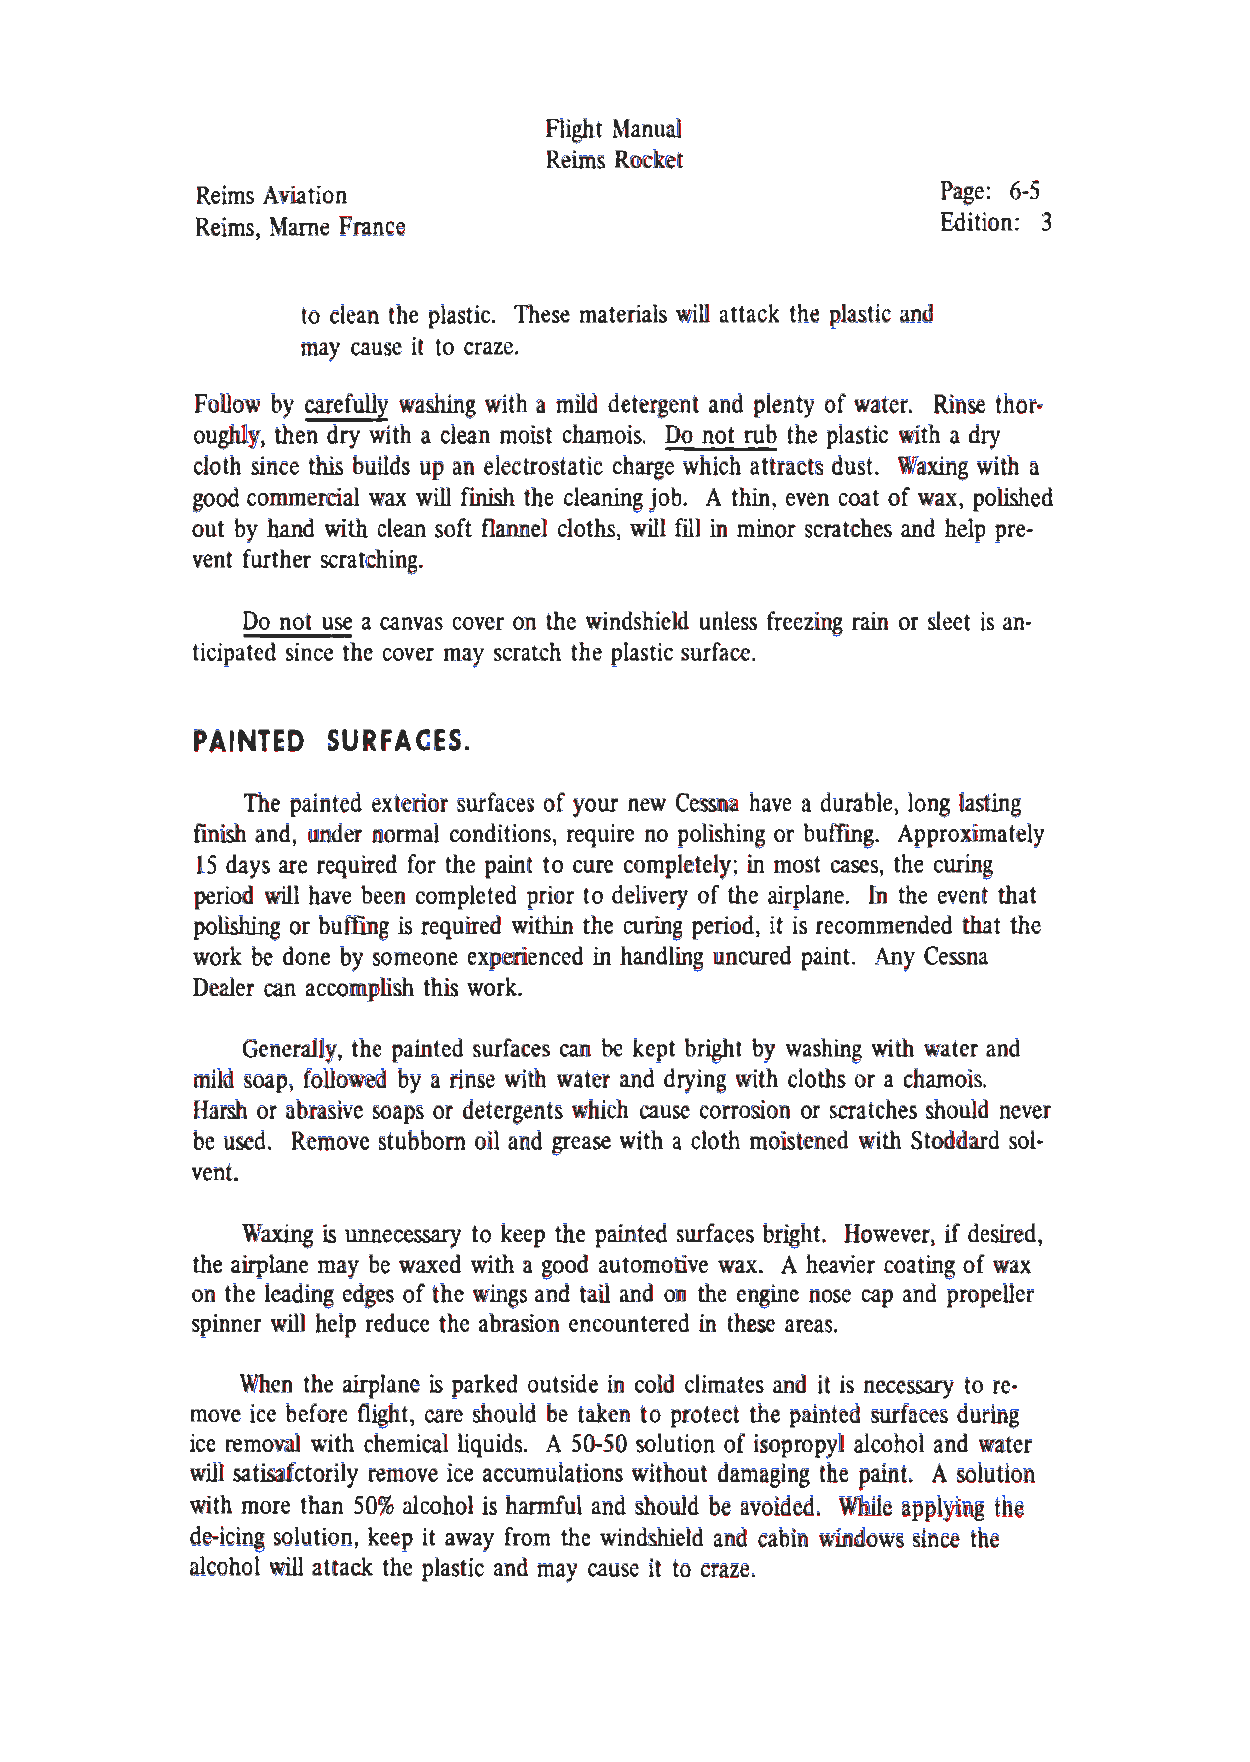 Flight Manual
Reims Rocket
Reims Aviation
Page: 6-5
Reims, Marne France
Edition: 3
to clean the plastic. These materials will attack the plastic and
may cause it to craze.
Follow by carefully washing with a mild detergent and plenty of water. Rinse thor-
oughly, then dry with a clean moist chamois. Do not rub the plastic with a dry
cloth since this builds up an electrostatic charge which attracts dust. Waxing with a
good commercial wax will finish the cleaning job. A thin, even coat of wax, polished
out by hand with clean soft flannel cloths, will fill in minor scratches and help pre-
vent further scratching.
Do not use a canvas cover on the windshield unless freezing rain or sleet is an-
ticipated since the cover may scratch the plastic surface.
PAINTED SURFACES.
The painted exterior surfaces of your new Cessna have a durable, long lasting
finish and, under normal conditions, require no polishing or buffing. Approximately
15 days are required for the paint to cure completely; in most cases, the curing
period will have been completed prior to delivery of the airplane. In the event that
polishing or buffing is required within the curing period, it is recommended that the
work be done by someone experienced in handling uncured paint. Any Cessna
Dealer can accomplish this work.
Generally, the painted surfaces can be kept bright by washing with water and
mild soap, followed by a rinse with water and drying with cloths or a chamois.
Harsh or abrasive soaps or detergents which cause corrosion or scratches should never
be used. Remove stubborn oil and grease with a cloth moistened with Stoddard sol-
vent.
Waxing is unnecessary to keep the painted surfaces bright. However, if desired,
the airplane may be waxed with a good automotive wax. A heavier coating of wax
on the leading edges of the wings and tail and on the engine nose cap and propeller
spinner will help reduce the abrasion encountered in these areas.
When the airplane is parked outside in cold climates and it is necessary to re-
move ice before flight, care should be taken to protect the painted surfaces during
ice removal with chemical liquids. A 50-50 solution of isopropyl alcohol and water
will satisafctorily remove ice accumulations without damaging the paint. A solution
with more than 50% alcohol is harmful and should be avoided. While applying the
de-icing solution, keep it away from the windshield and cabin windows since the
alcohol will attack the plastic and may cause it to craze.